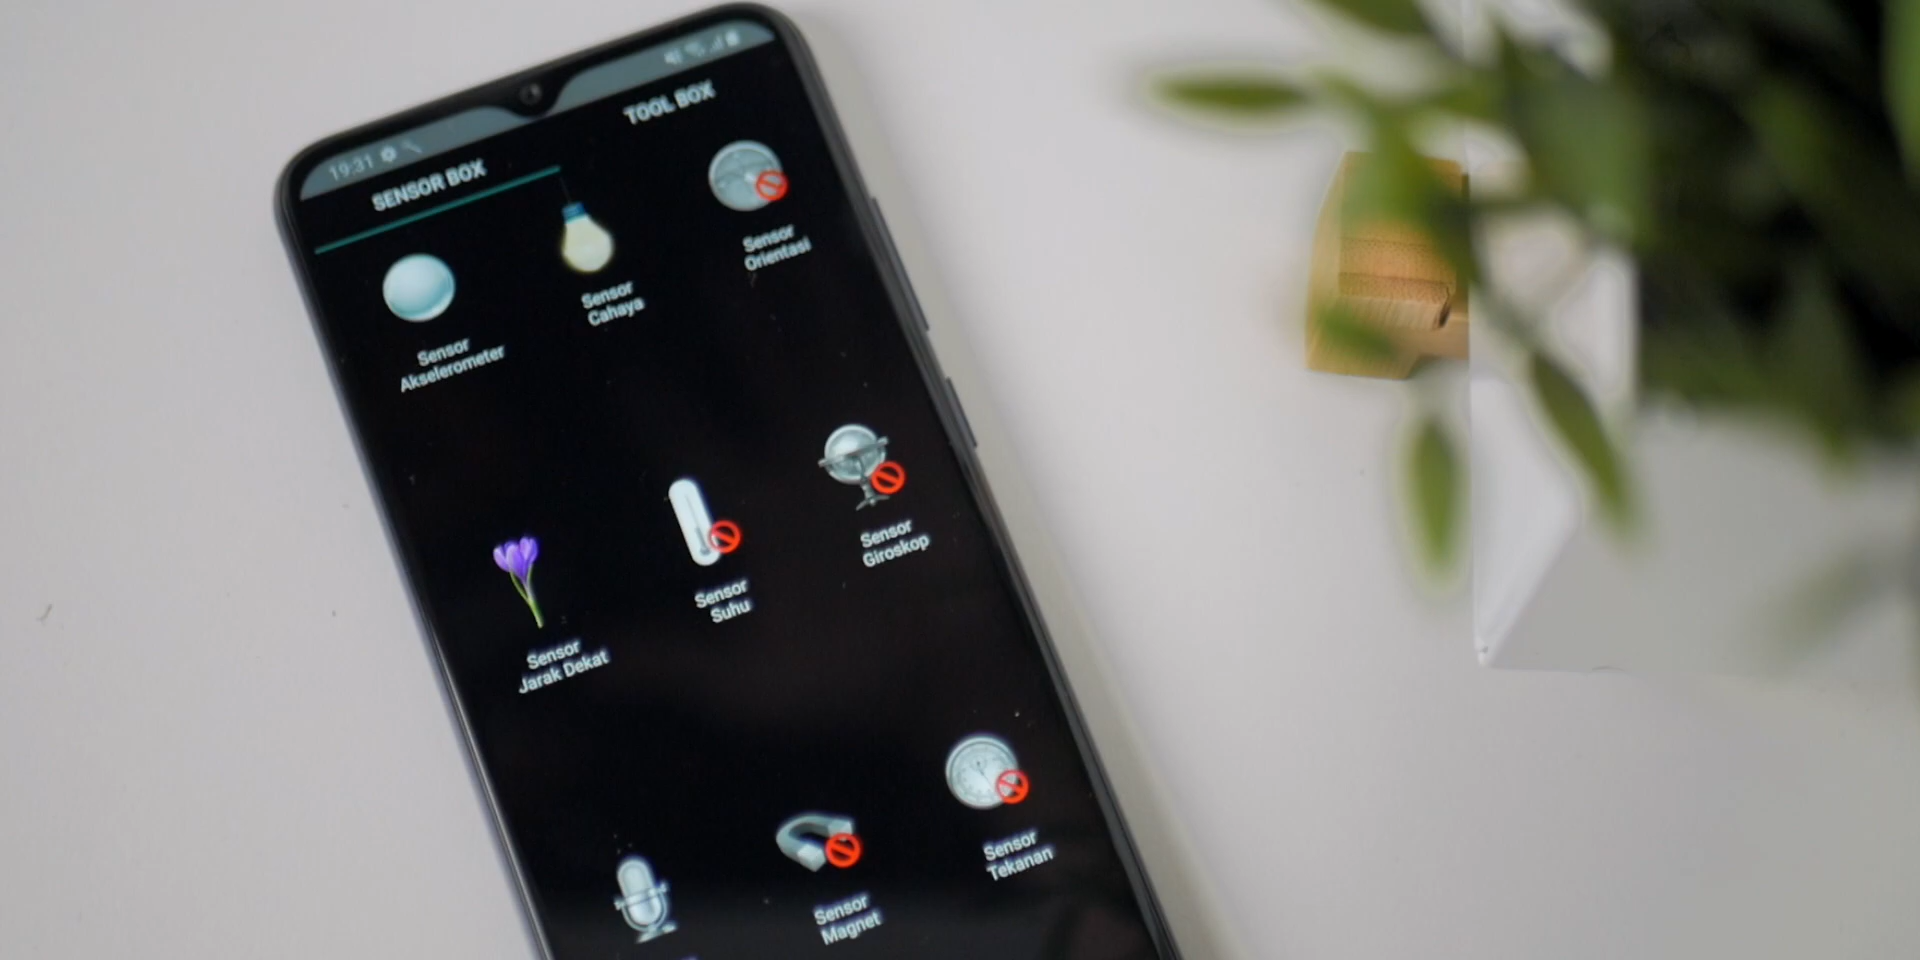 19:31
SENSOR BOX
TOOL BOX
Sensor
Akselerometer
Sensor
Cahaya
Sensor
Orientasi
Sensor
Jarak Dekat
Sensor
Suhu
Sensor
Giroskop
Sensor
Magnet
Sensor
Tekanan